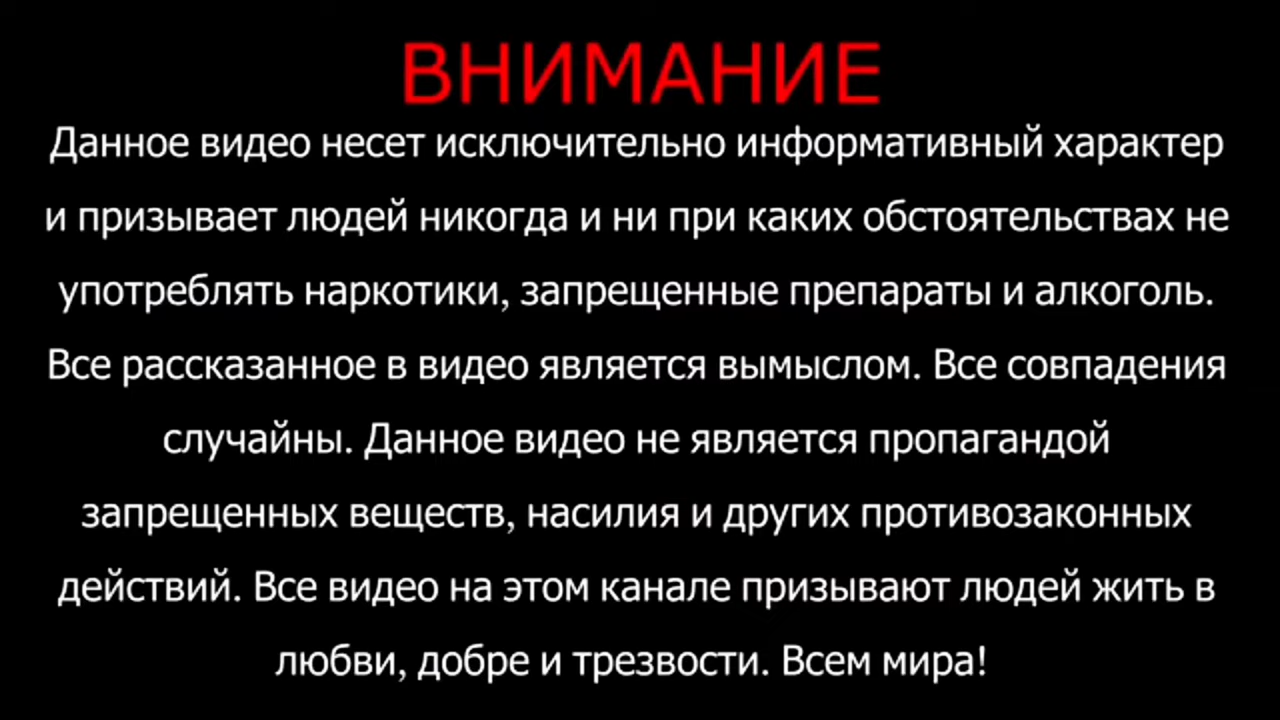 ВНИМАНИЕ
Данное видео несет исключительно информативный характер
и призывает людей никогда и ни при каких обстоятельствах не
употреблять наркотики, запрещенные препараты и алкоголь.
Все рассказанное в видео является вымыслом. Все совпадения
случайны. Данное видео не является пропагандой
запрещенных веществ, насилия и других противозаконных
действий. Все видео на этом канале призывают людей жить в
любви, добре и трезвости. Всем мира!